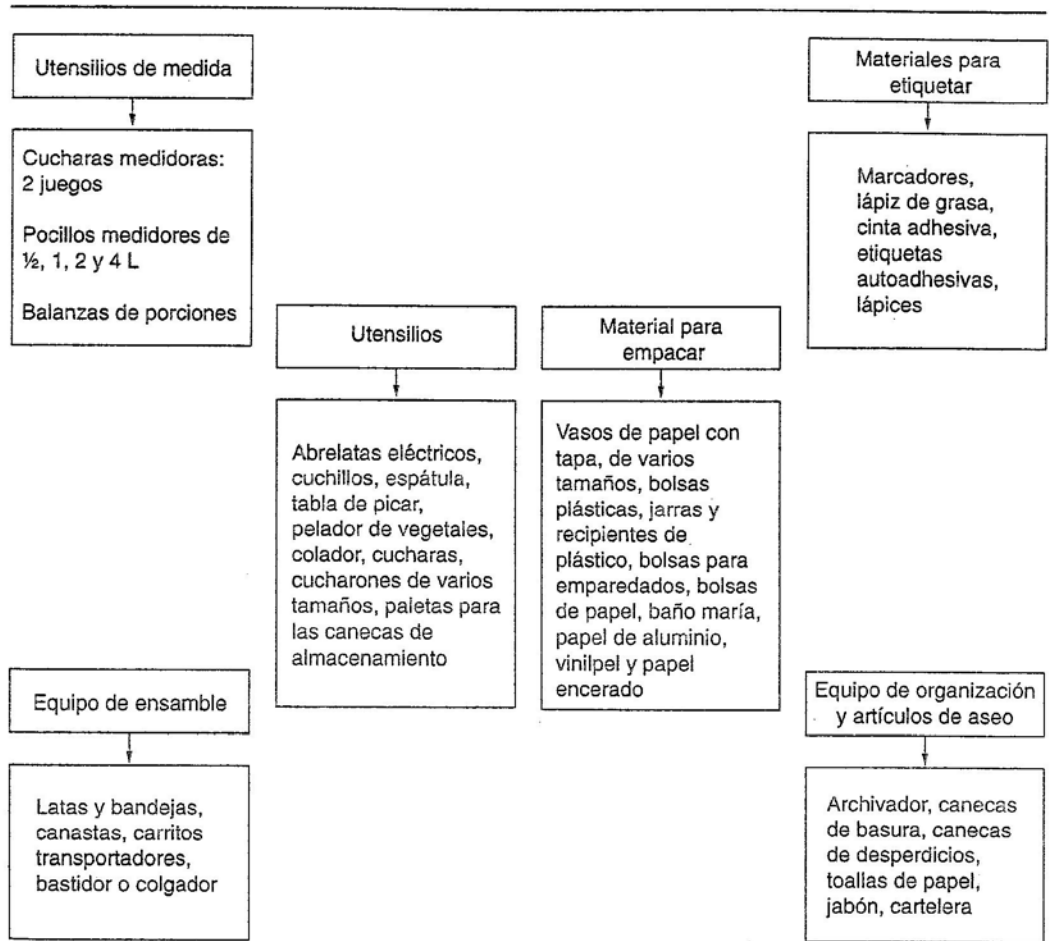 Utensilios de medida
Cucharas medidoras:
2 juegos
Pocillos medidores de
½, 1, 2 y 4 L
Balanzas de porciones
Materiales para
etiquetar
Marcadores,
lápiz de grasa,
cinta adhesiva,
etiquetas
autoadhesivas,
lápices
Utensilios
Abrelatas eléctricos,
cuchillos, espátula,
tabla de picar,
pelador de vegetales,
colador, cucharas,
cucharones de varios
tamaños, paletas para
las canecas de
almacenamiento
Material para
empacar
Vasos de papel con
tapa, de varios
tamaños, bolsas
plásticas, jarras y
recipientes de
plástico, bolsas para
emparedados, bolsas
de papel, baño maría,
papel de aluminio,
vinilpel y papel
encerado
Equipo de ensamble
Latas y bandejas,
canastas, carritos
transportadores,
bastidor o colgador
Equipo de organización
y artículos de aseo
Archivador, canecas
de basura, canecas
de desperdicios,
toallas de papel,
jabón, cartelera